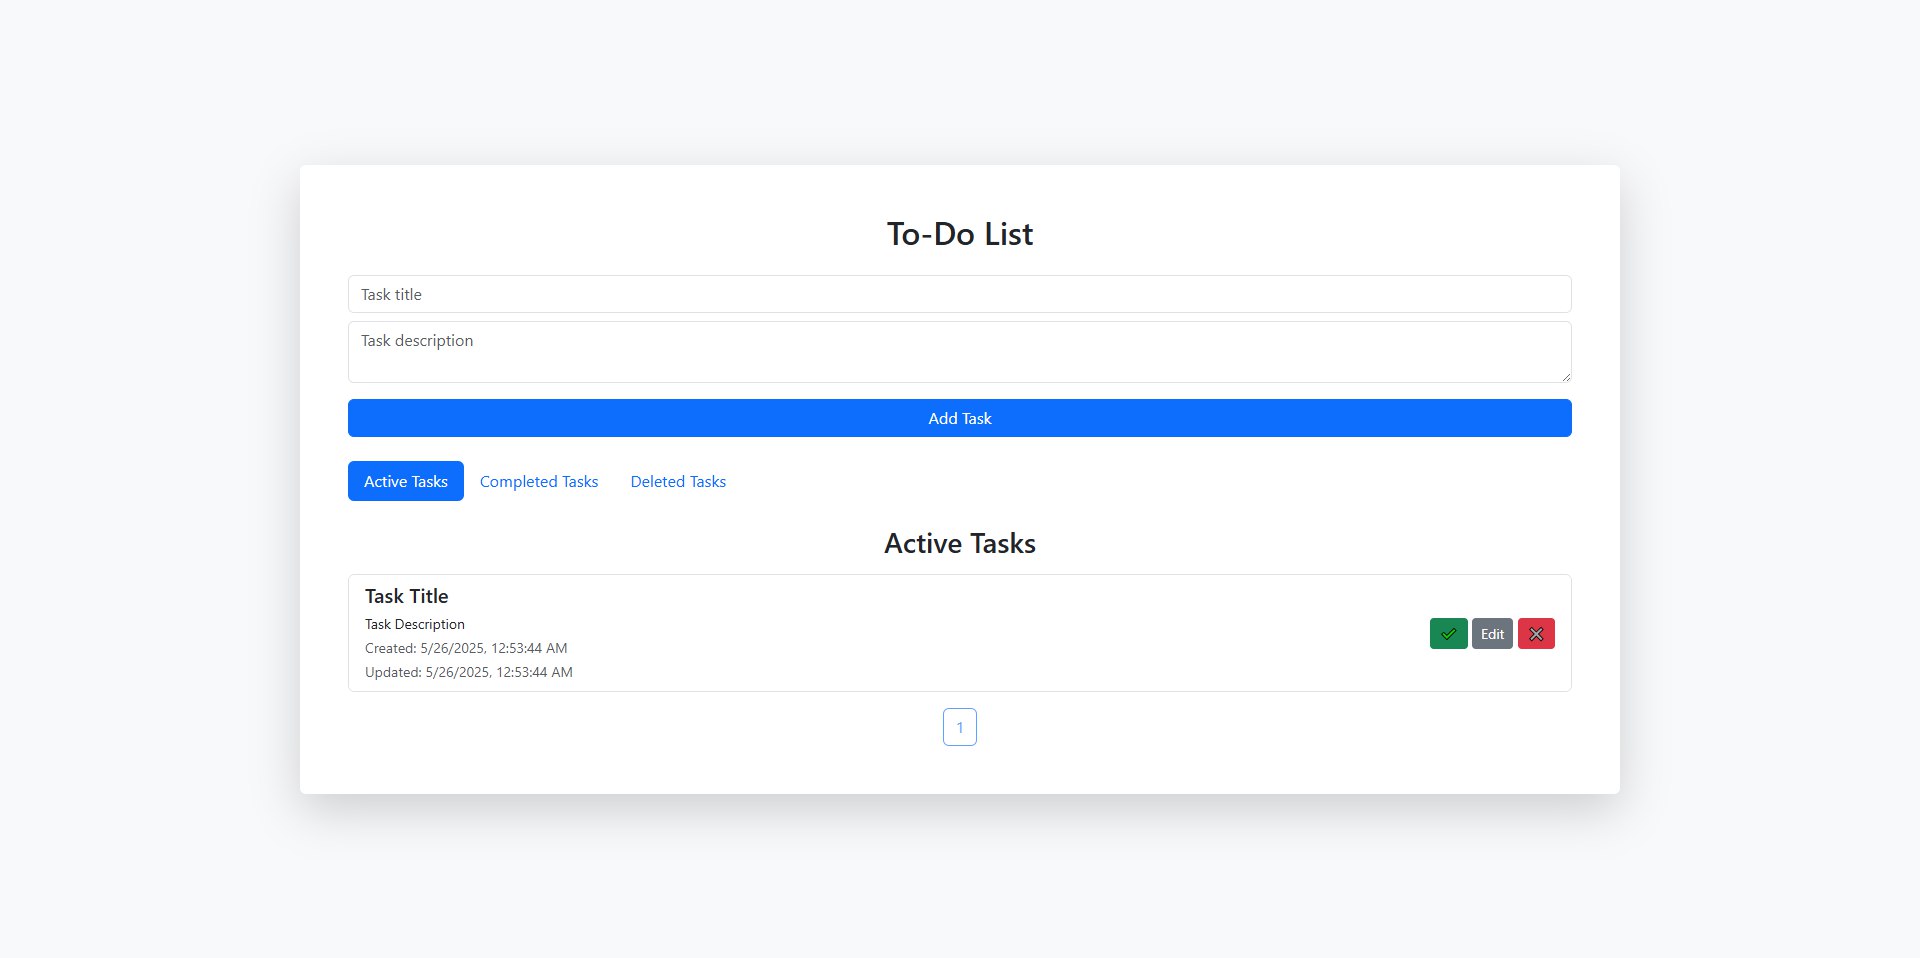 To-Do List
Task title
Task description
Add Task
Active Tasks Completed Tasks Deleted Tasks
Active Tasks
Task Title
Task Description
Created: 5/26/2025, 12:53:44 AM
Updated: 5/26/2025, 12:53:44 AM
Edit
1